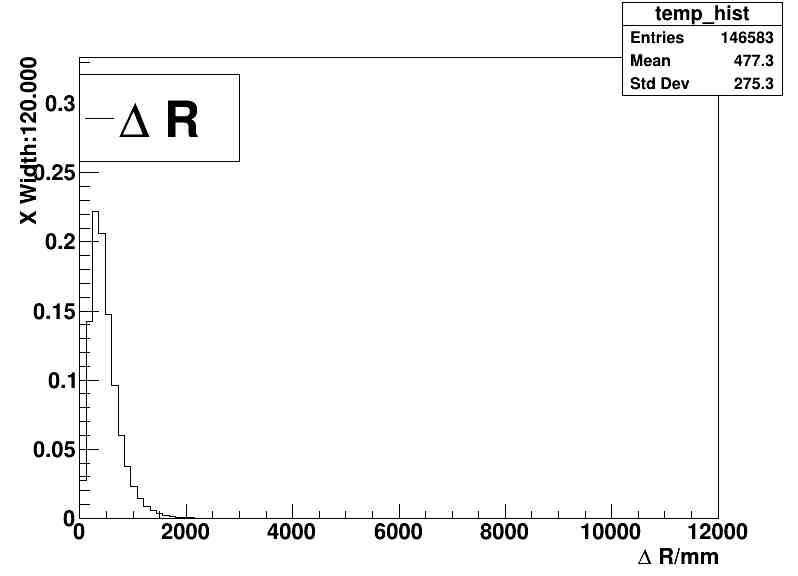 temp_hist
Entries 146583
Mean 477.3
Std Dev 275.3
X Width:120.000
Δ R
0.3
0.25
0.2
0.15
0.1
0.05
0
0 2000 4000 6000 8000 10000 12000
Δ R/mm